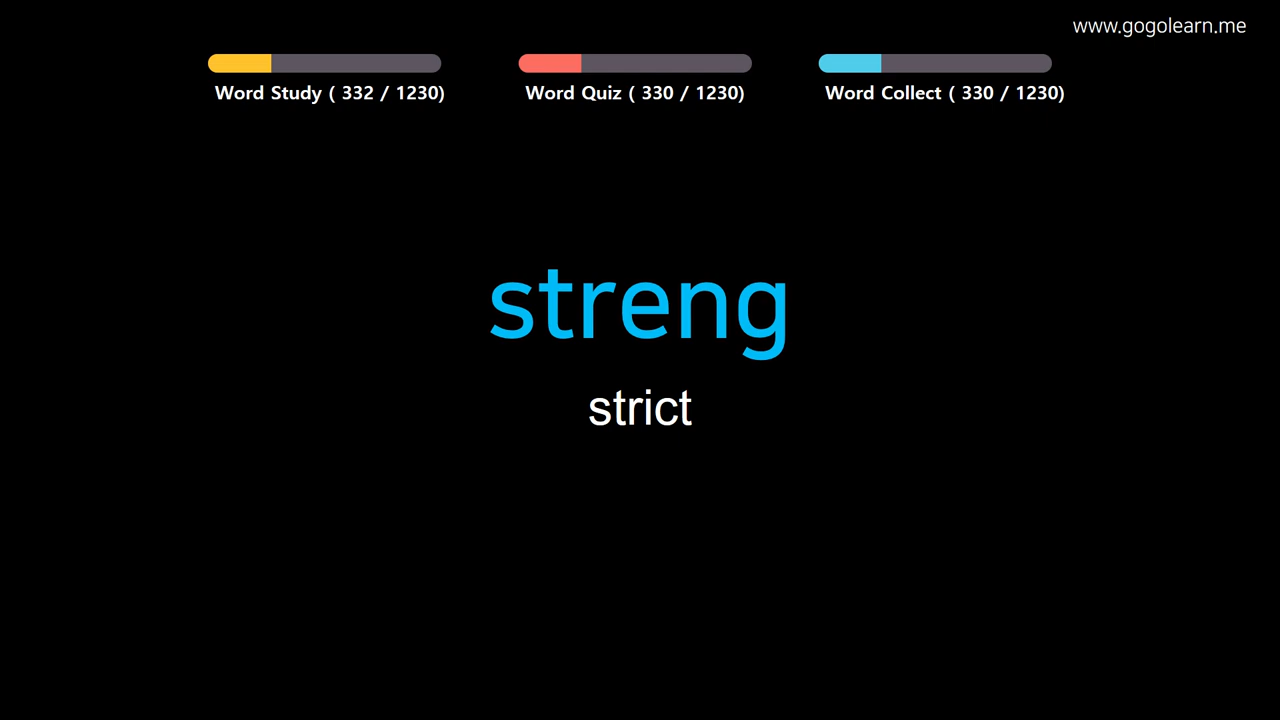 www.gogolearn.me
Word Study ( 332 / 1230)
Word Quiz ( 330 / 1230)
Word Collect ( 330 / 1230)
streng
strict